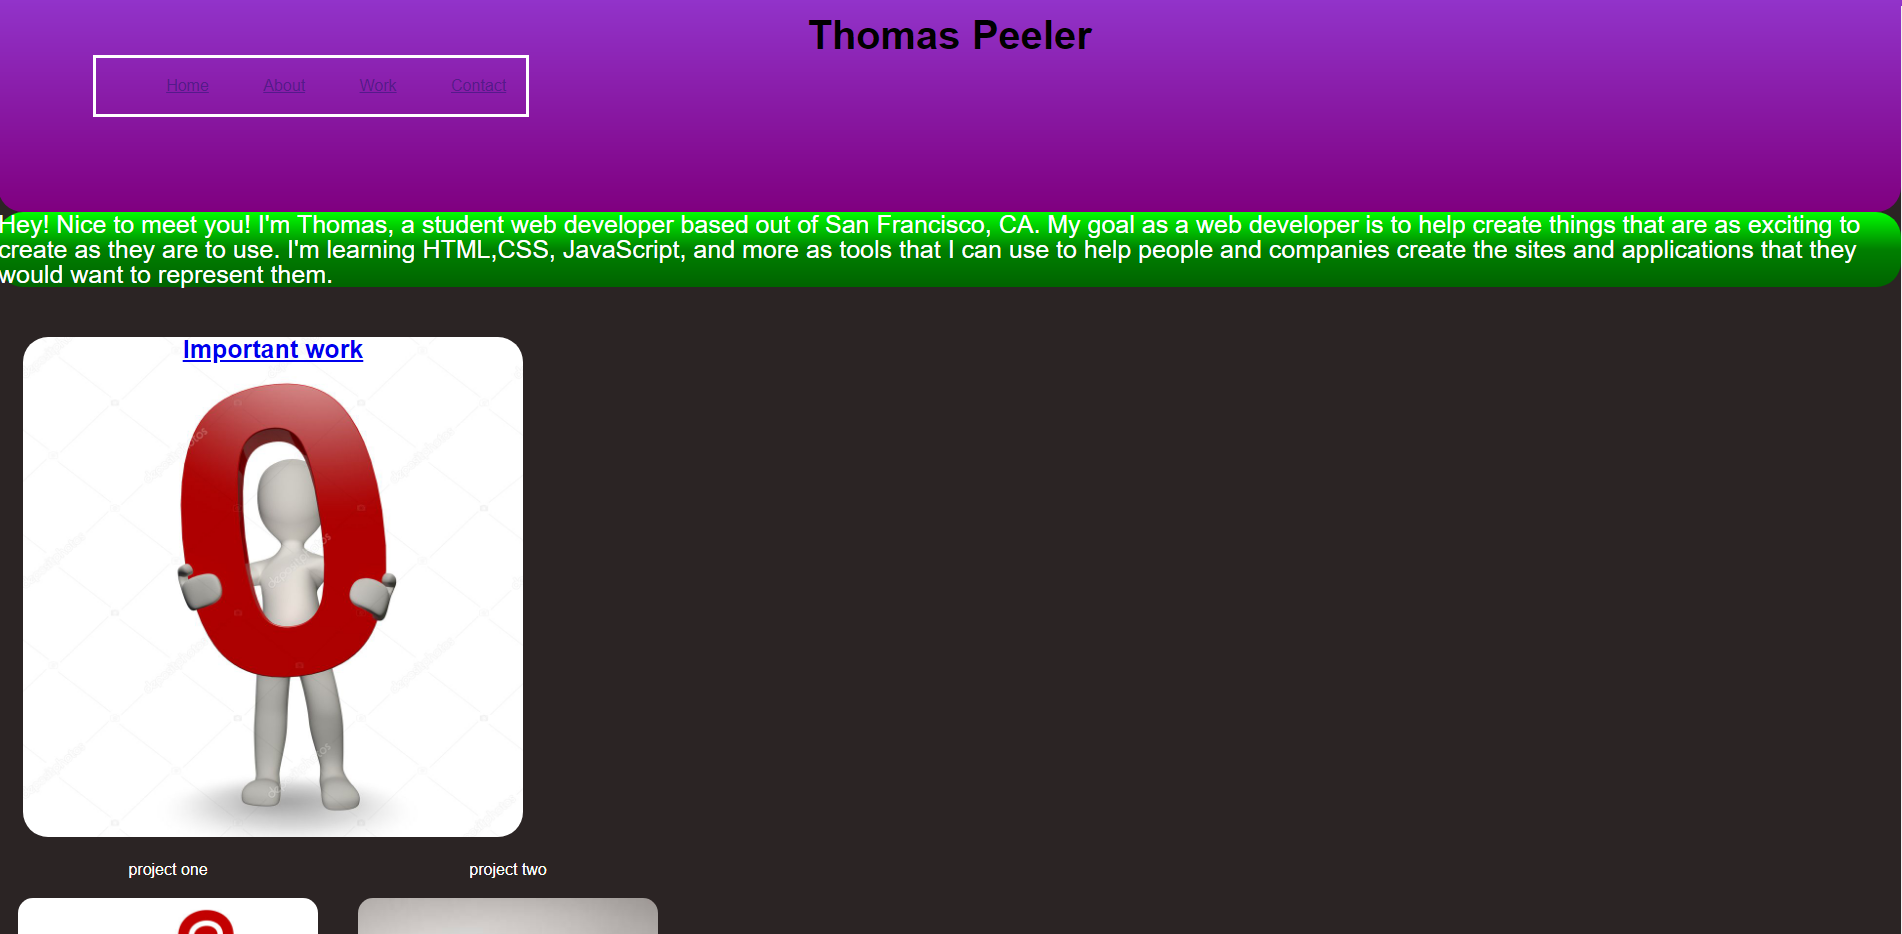 Thomas Peeler
Home About Work Contact
Hey! Nice to meet you! I'm Thomas, a student web developer based out of San Francisco, CA. My goal as a web developer is to help create things that are as exciting to
create as they are to use. I'm learning HTML,CSS, JavaScript, and more as tools that I can use to help people and companies create the sites and applications that they
would want to represent them.
Important work
0
project one project two